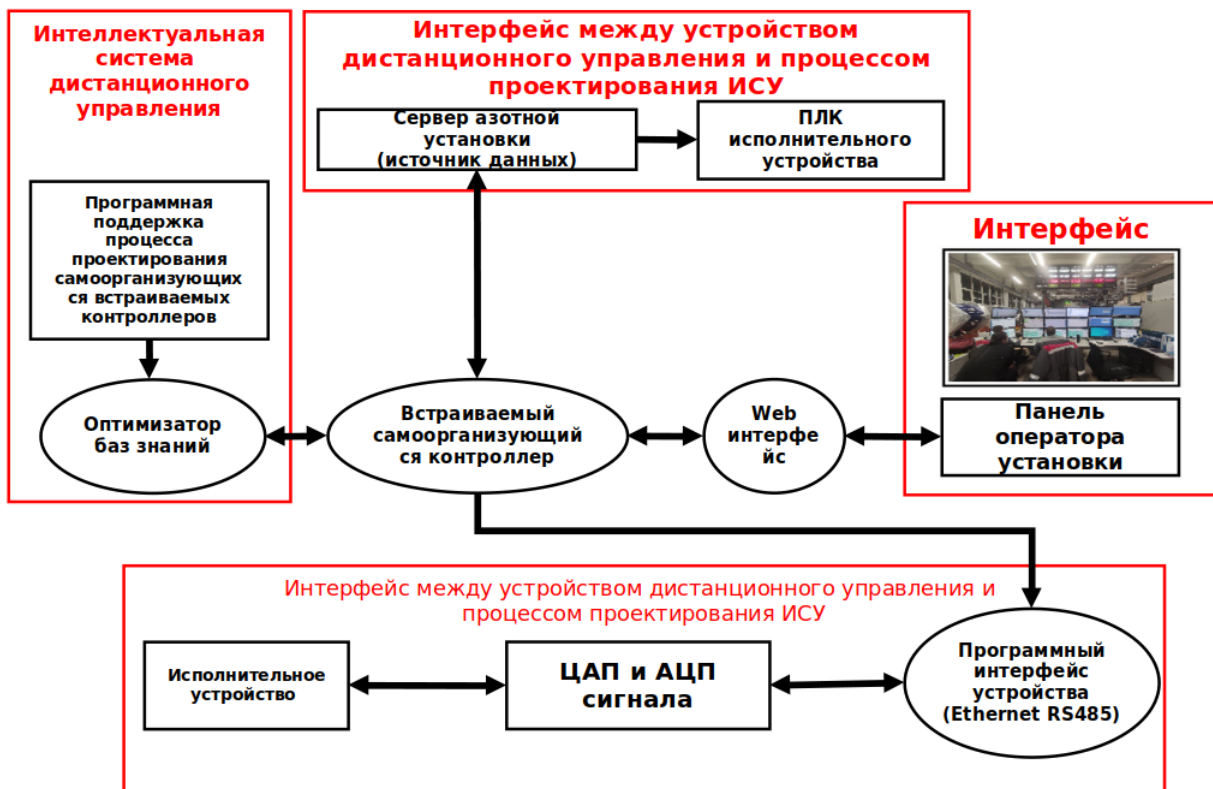 Интеллектуальная
система
дистанционного
управления
Интерфейс между устройством
дистанционного управления и процессом
проектирования ИСУ
Сервер азотной
установки
(источник данных)
ПЛК
исполнительного
устройства
Программная
поддержка
процесса
проектирования
самоорганизующих
ся встраиваемых
контроллеров
Интерфейс
Оптимизатор
баз знаний
Встраиваемый
самоорганизующий
ся контроллер
Web
интерфе
йс
Панель
оператора
установки
Интерфейс между устройством дистанционного управления и
процессом проектирования ИСУ
Исполнительное
устройство
ЦАП и АЦП
сигнала
Программный
интерфейс
устройства
(Ethernet RS485)